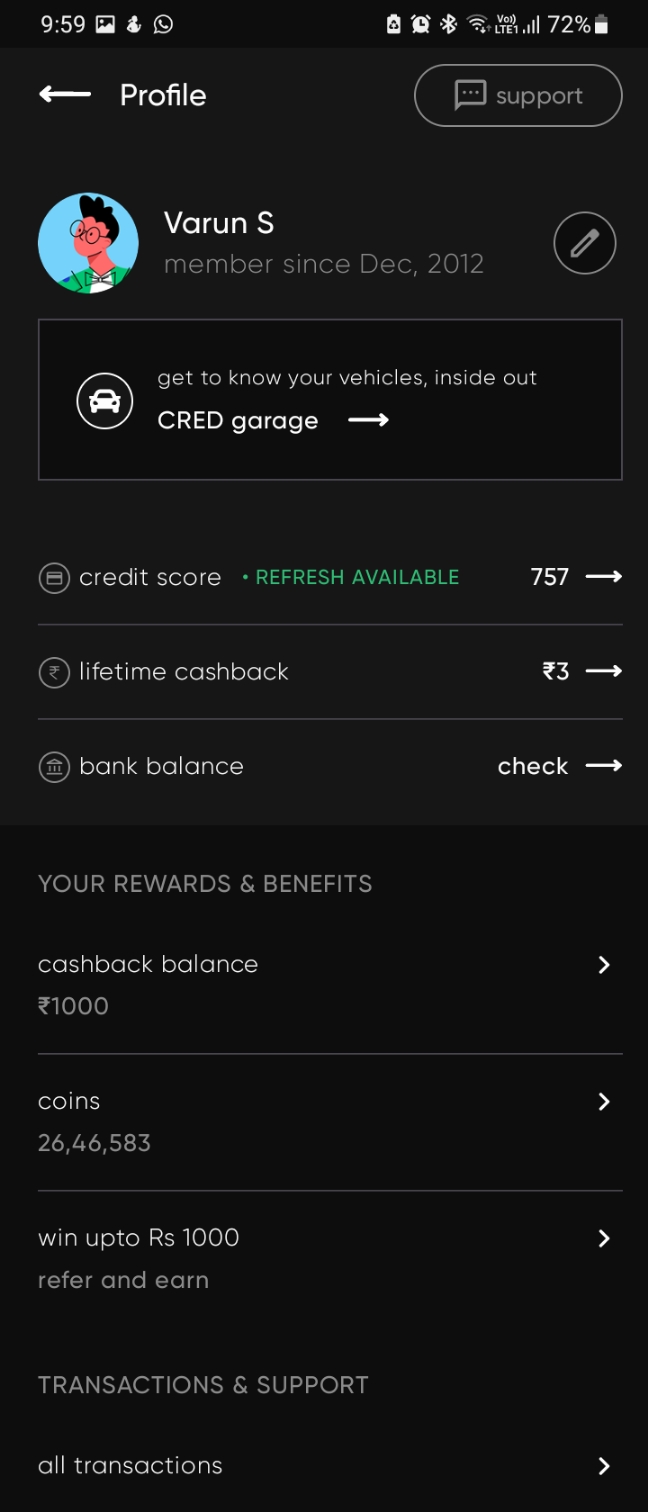 9:59 Vo)) LTE1 72%
Profile support
Varun S
member since Dec, 2012
get to know your vehicles, inside out
CRED garage
credit score • REFRESH AVAILABLE 757
lifetime cashback ₹3
bank balance check
YOUR REWARDS & BENEFITS
cashback balance
₹1000
coins
26,46,583
win upto Rs 1000
refer and earn
TRANSACTIONS & SUPPORT
all transactions